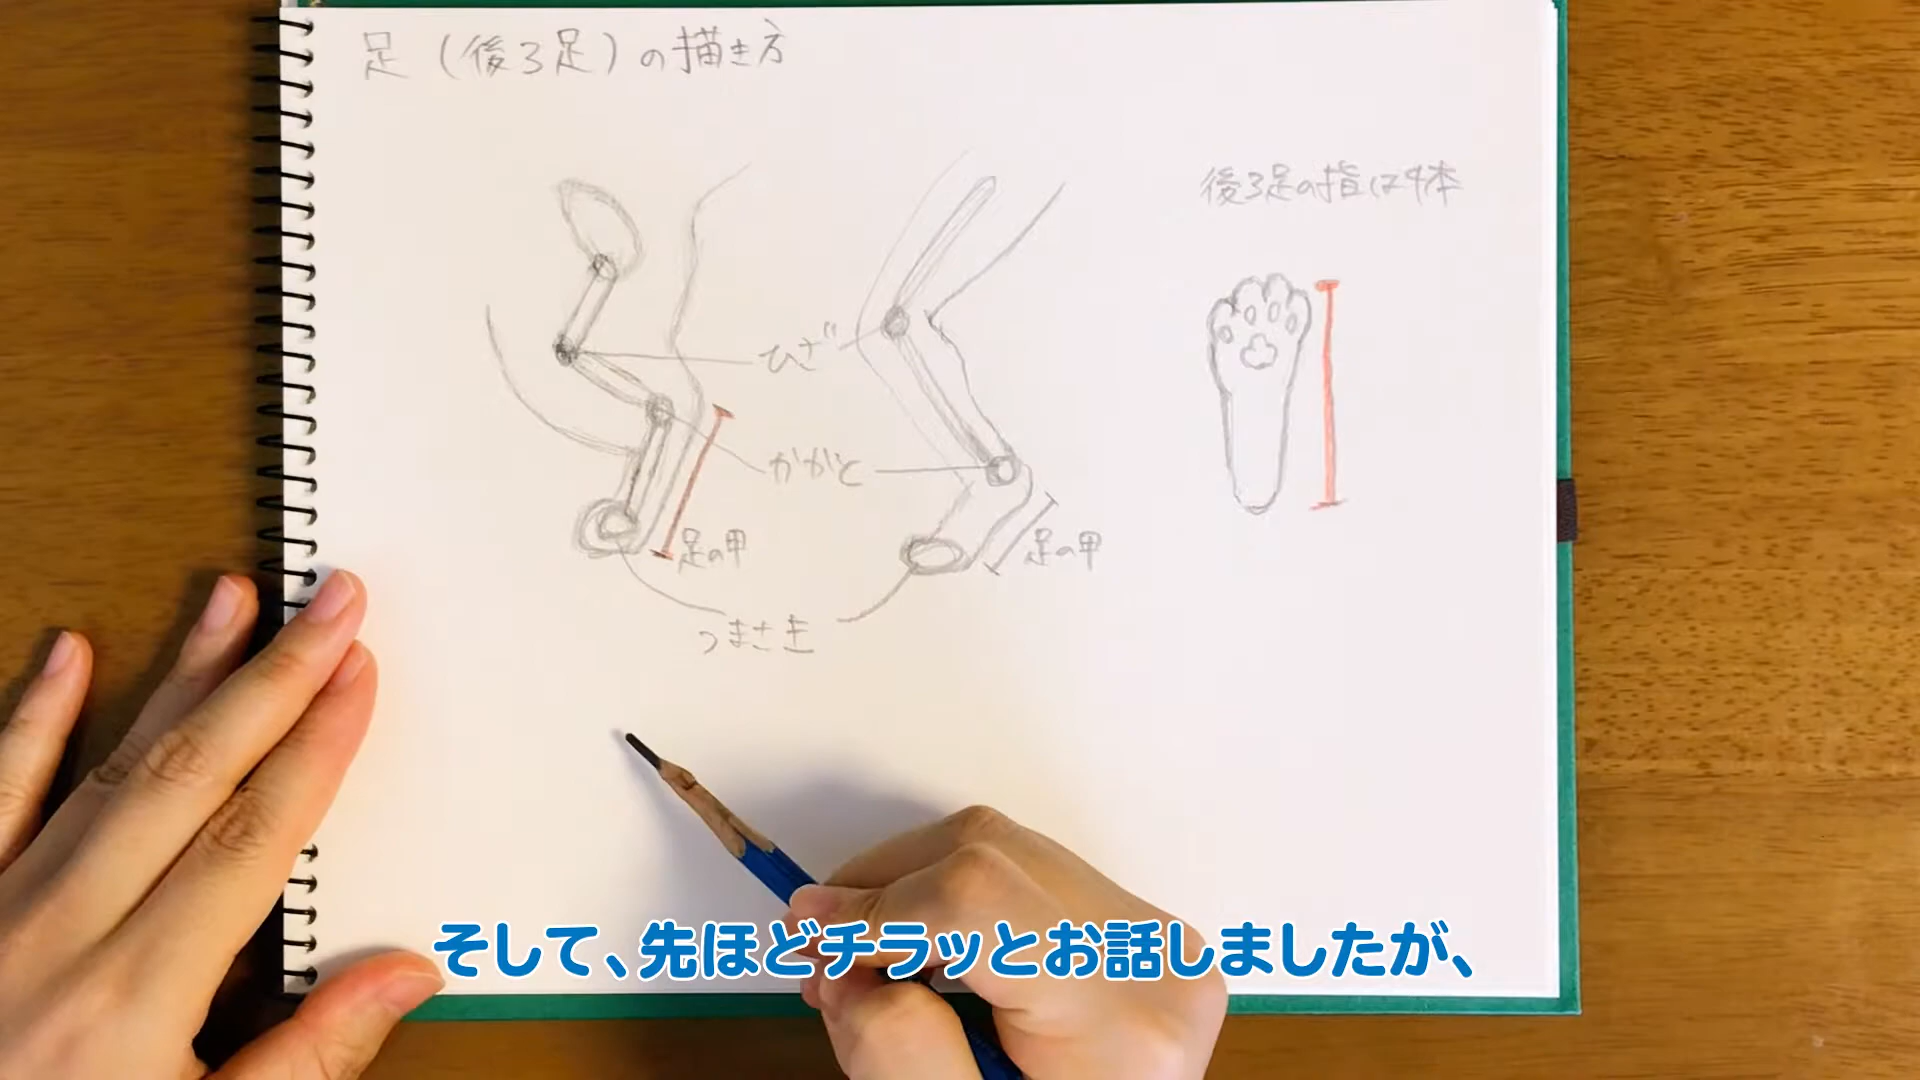 足（後ろ足）の描き方
後ろ足の指は4本
ひざ
かがと
足の甲
足の甲
つまさき
そして、先ほどチラッとお話しましたが、